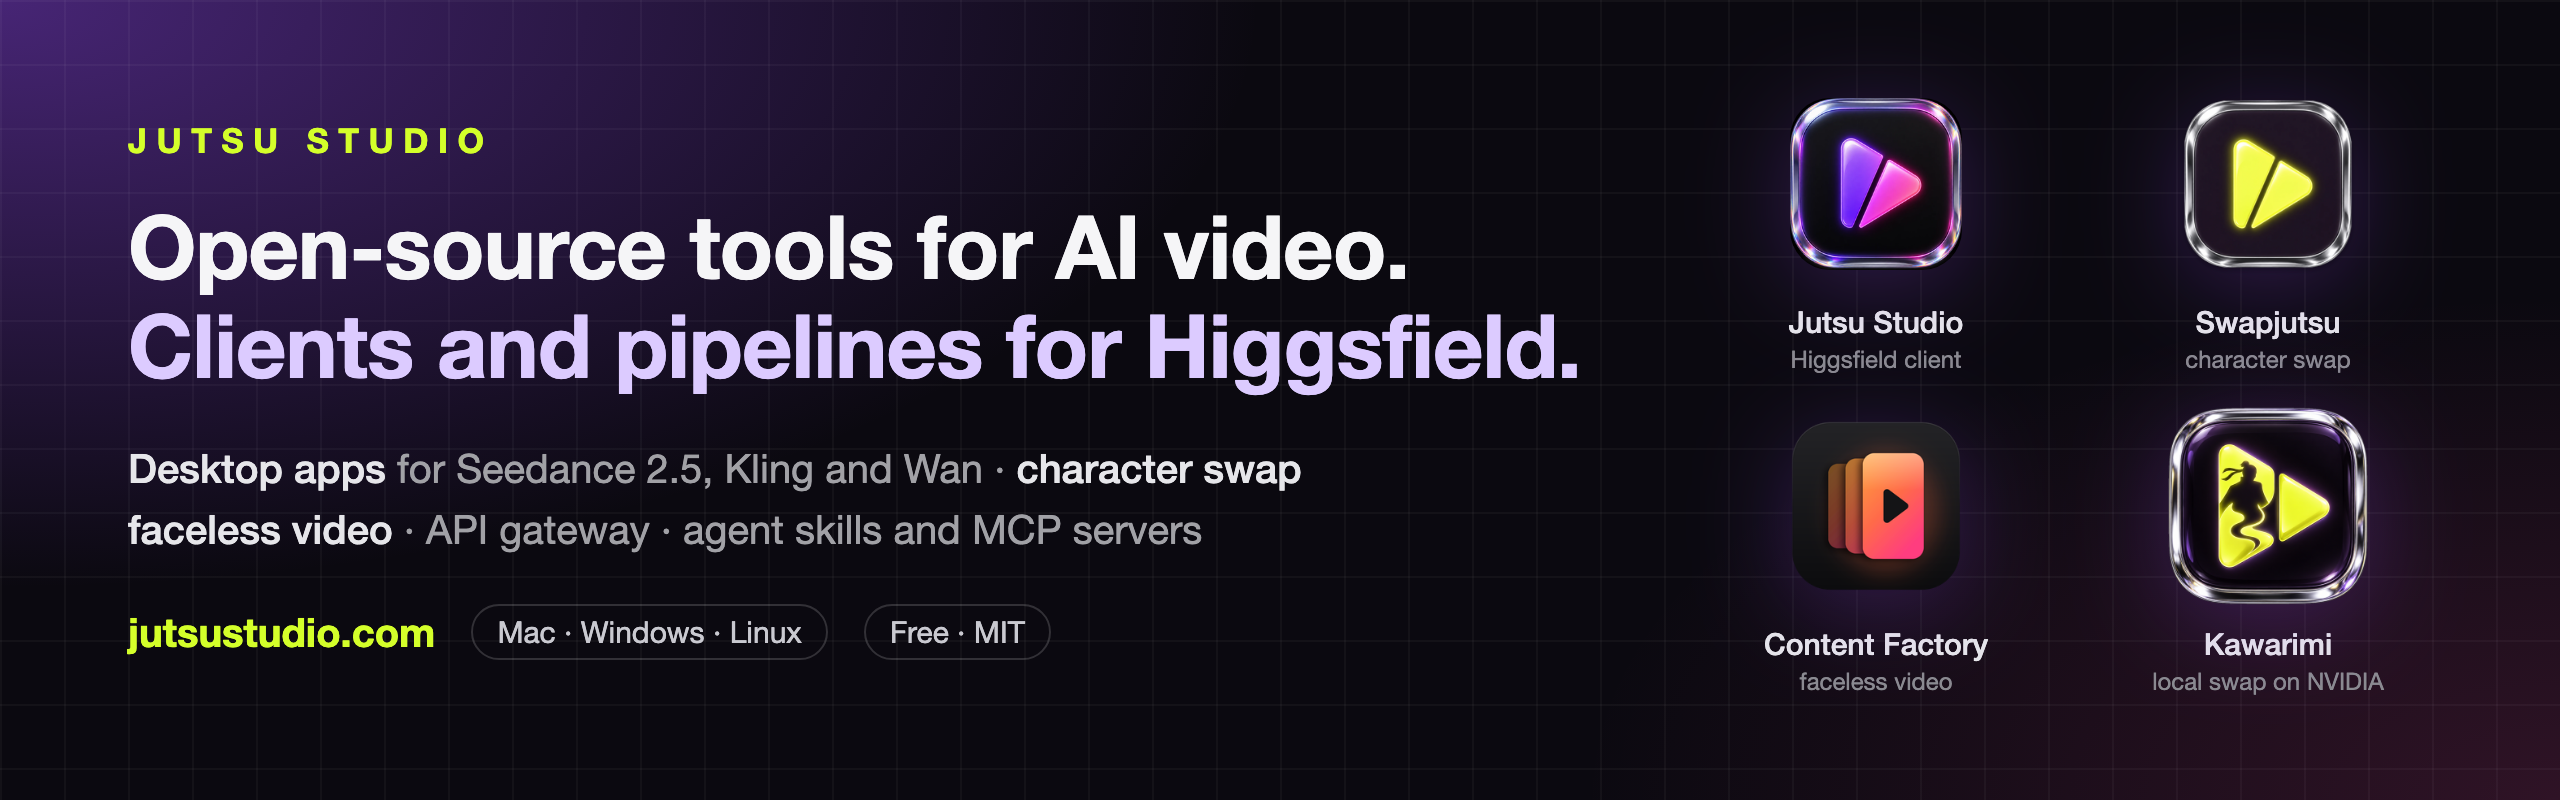 JUTSU STUDIO
Open-source tools for AI video.
Clients and pipelines for Higgsfield.
Desktop apps for Seedance 2.5, Kling and Wan · character swap
faceless video · API gateway · agent skills and MCP servers
jutsustudio.com
Mac · Windows · Linux
Free · MIT
Jutsu Studio
Higgsfield client
Swapjutsu
character swap
Content Factory
faceless video
Kawarimi
local swap on NVIDIA